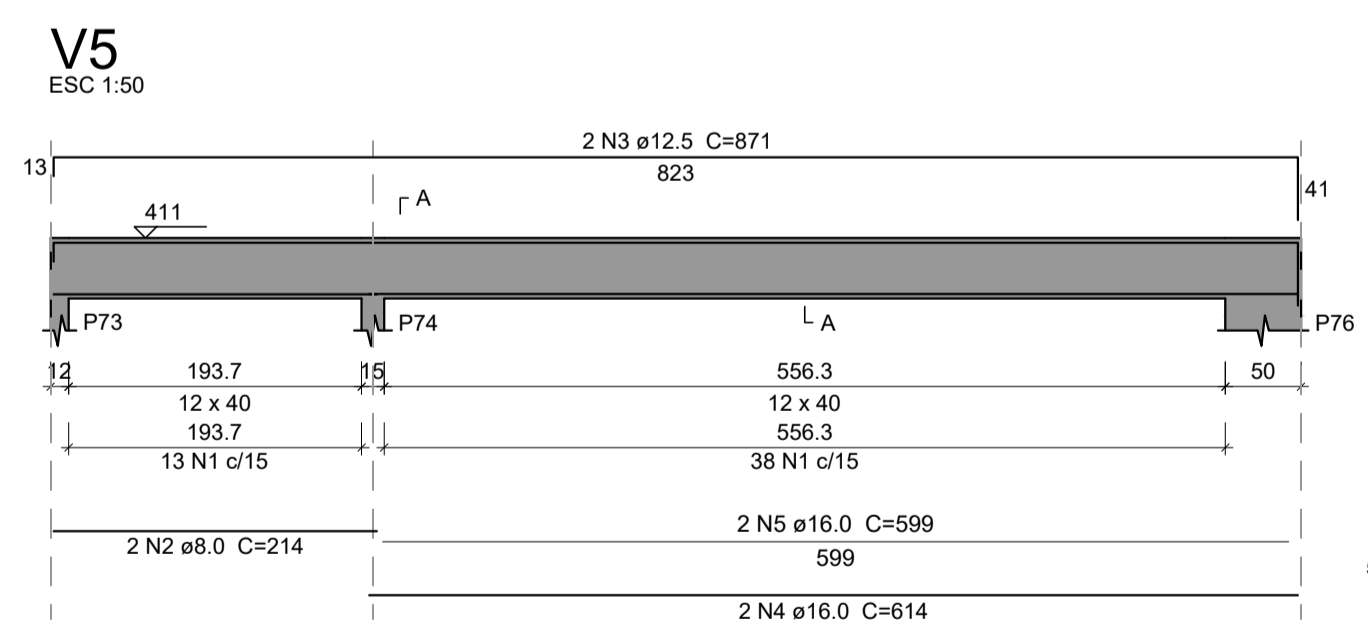 V5
ESC 1:50
2 N3 ø12.5 C=871
13
823
41
A
411
P73
P74
A
P76
12
193.7
15
556.3
50
12 x 40
12 x 40
193.7
556.3
13 N1 c/15
38 N1 c/15
2 N5 ø16.0 C=599
2 N2 ø8.0 C=214
599
2 N4 ø16.0 C=614